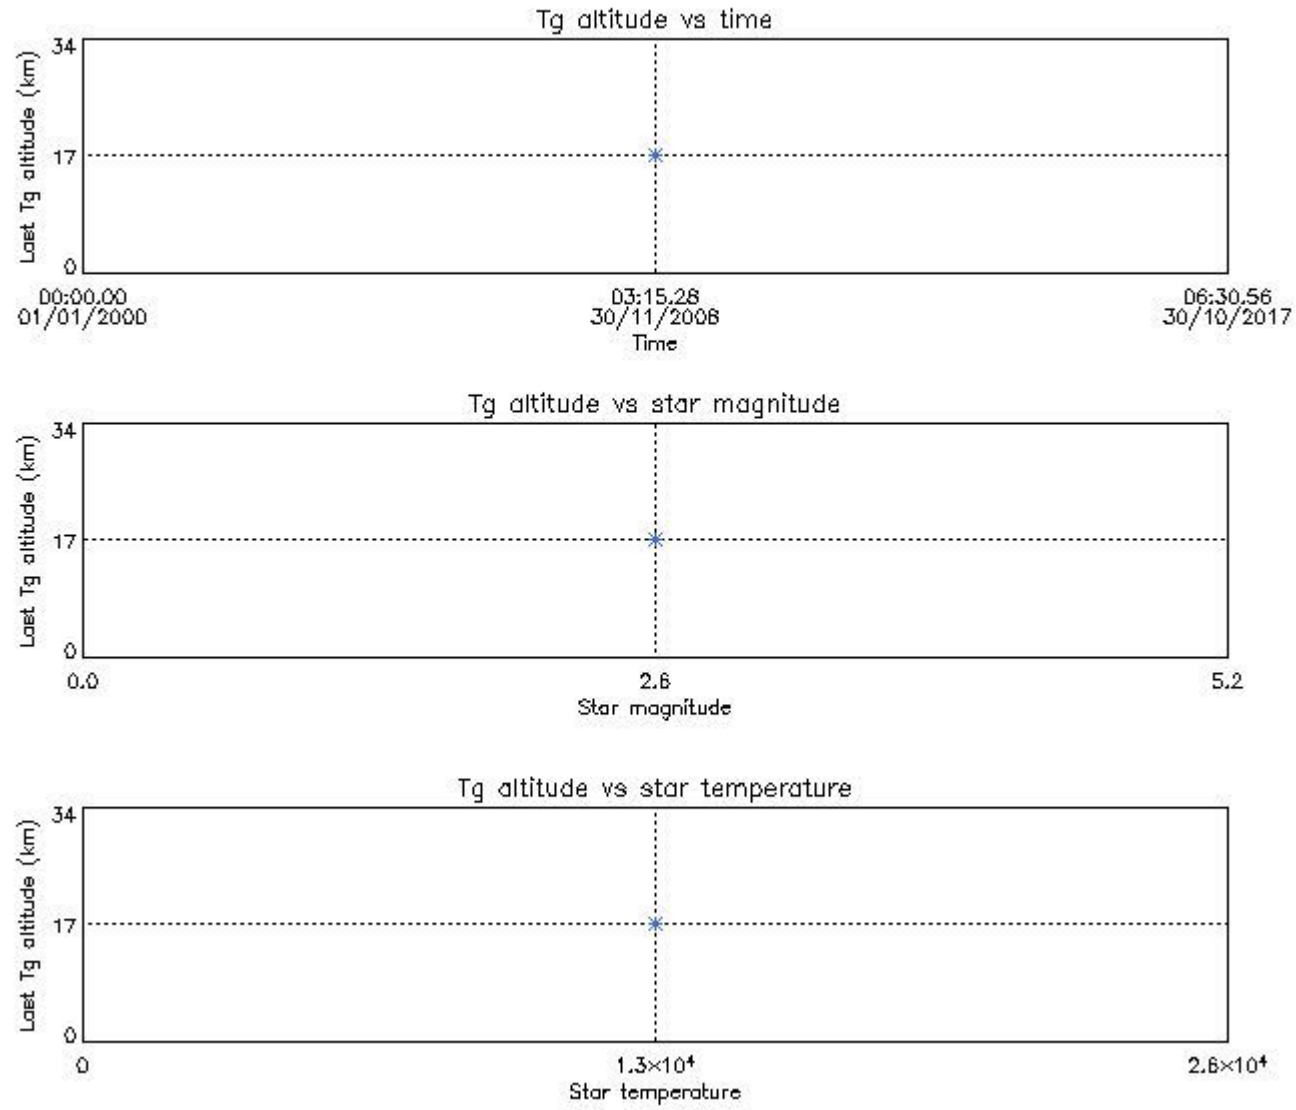 Tg altitude vs time
34
17
0
Last Tg altitude (km)
00:00.00
01/01/2000
03:15.28
30/11/2008
06:30.56
30/10/2017
Time
Tg altitude vs star magnitude
34
17
0
Last Tg altitude (km)
0.0
2.6
5.2
Star magnitude
Tg altitude vs star temperature
34
17
0
Last Tg altitude (km)
0
1.3×10⁴
2.6×10⁴
Star temperature